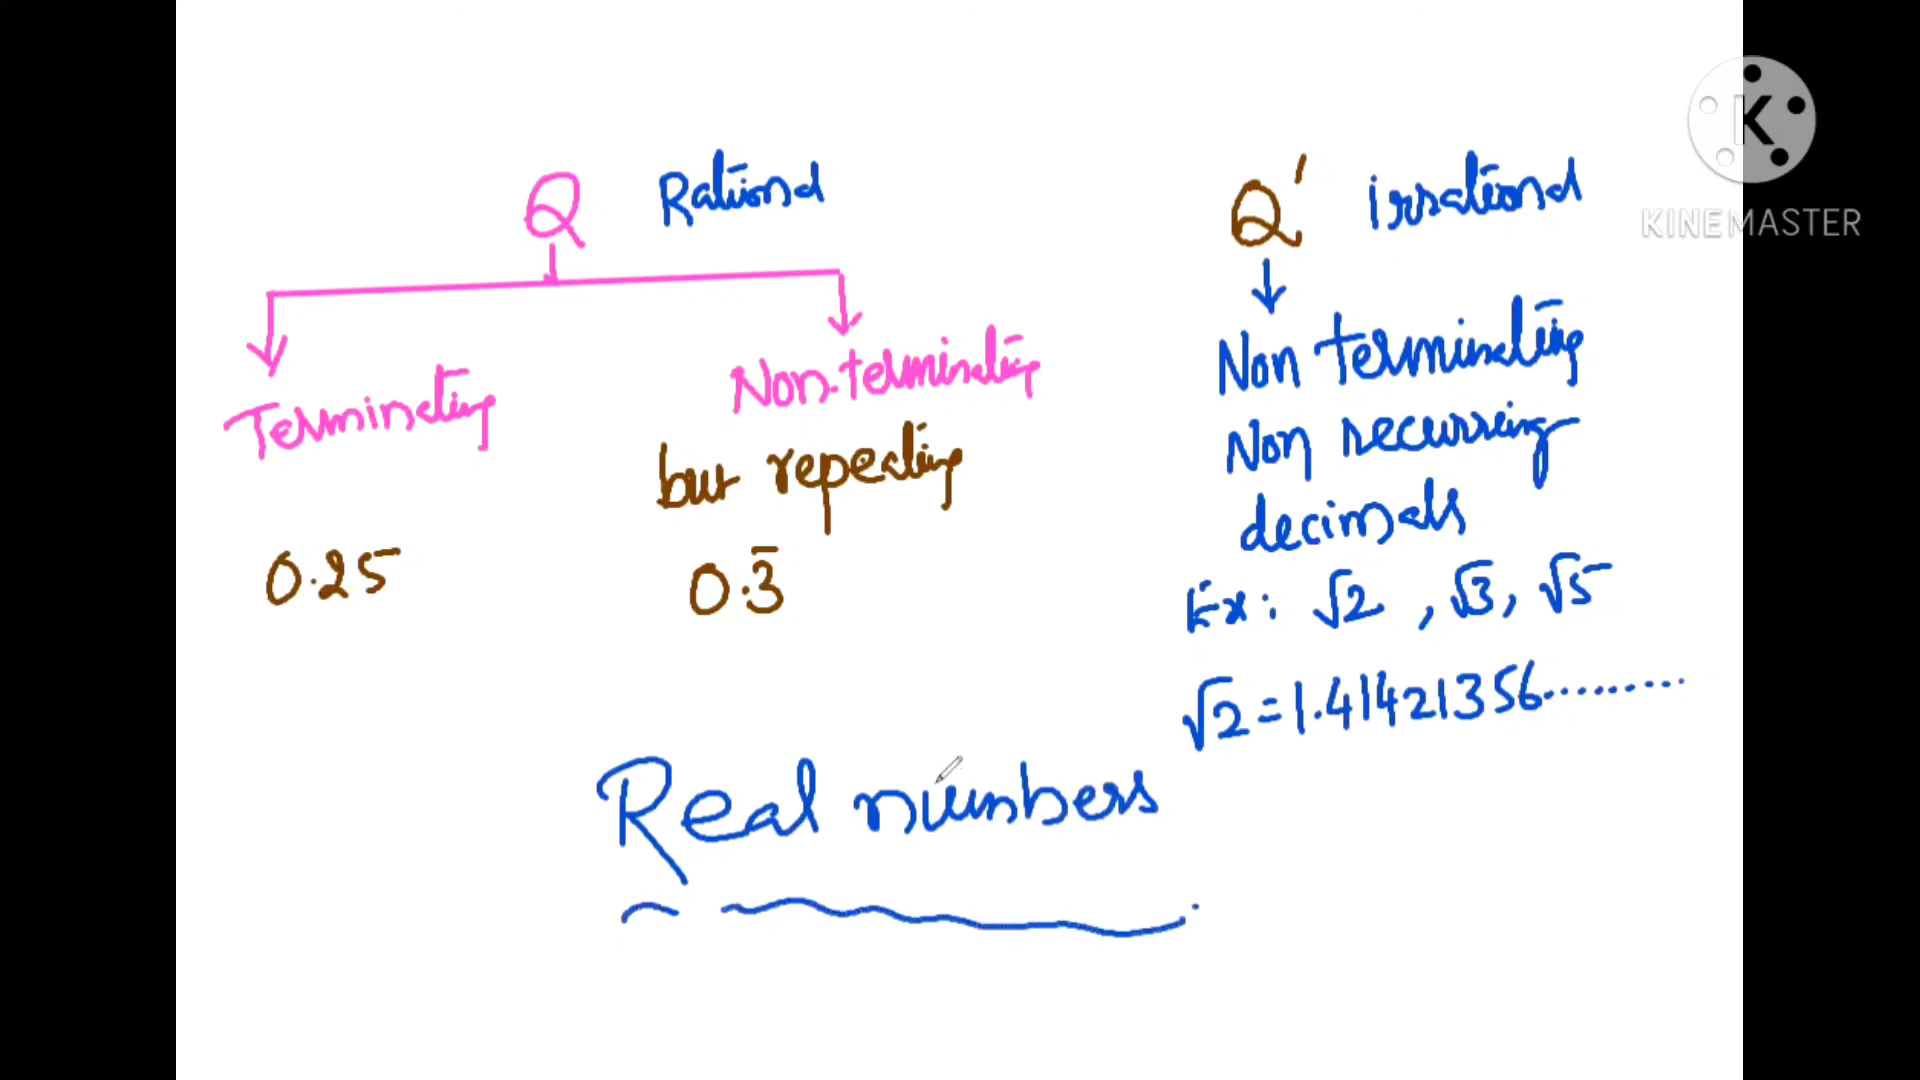 Q Rational
Terminating
Non-terminating
but repeating
0.25
0.3̅
Q' Irrational
Non terminating
Non recurring
decimals
Ex: √2 , √3, √5
√2 = 1.41421356.........
Real numbers
K
KINEMASTER